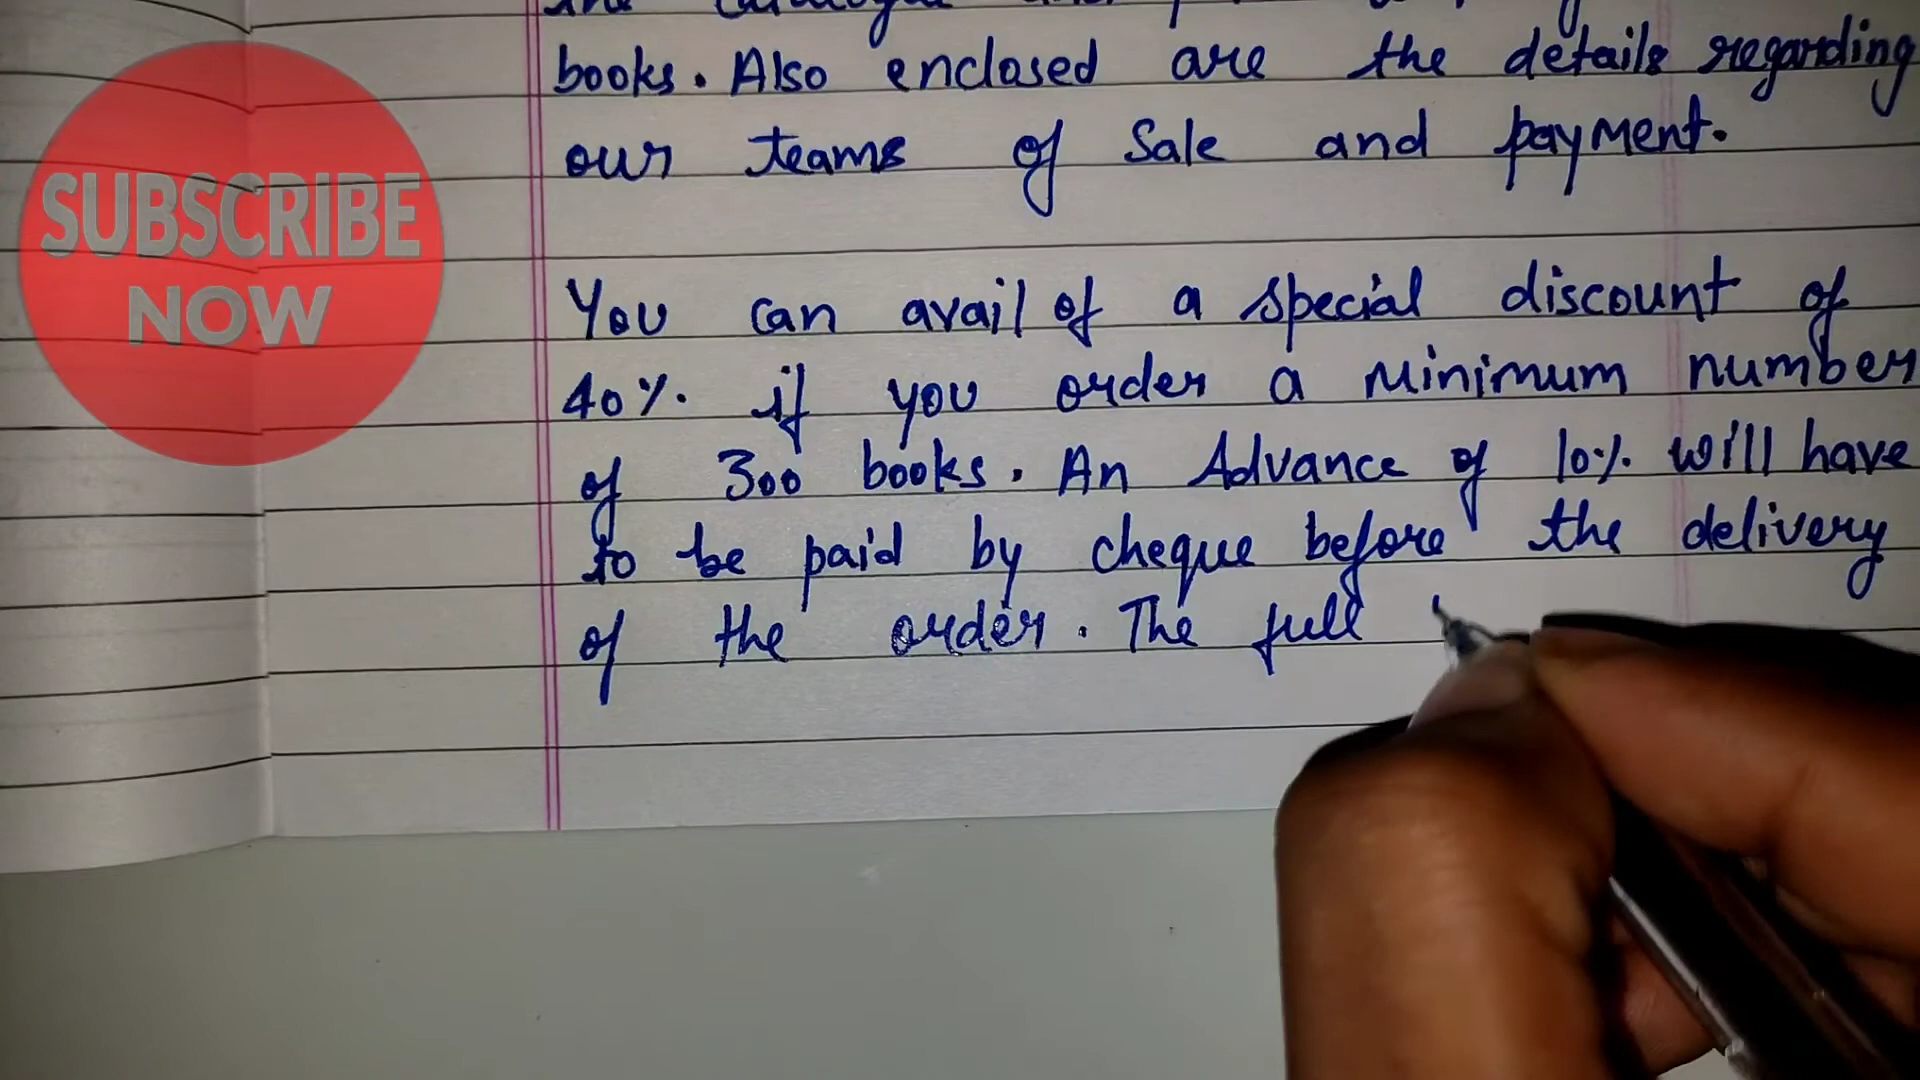 the catalogue
books. Also enclosed are the details regarding
our teams of Sale and payment.
You can avail of a special discount of
40%. if you order a minimum number
of 300 books. An Advance of 10% will have
to be paid by cheque before the delivery
of the order. The full
SUBSCRIBE
NOW